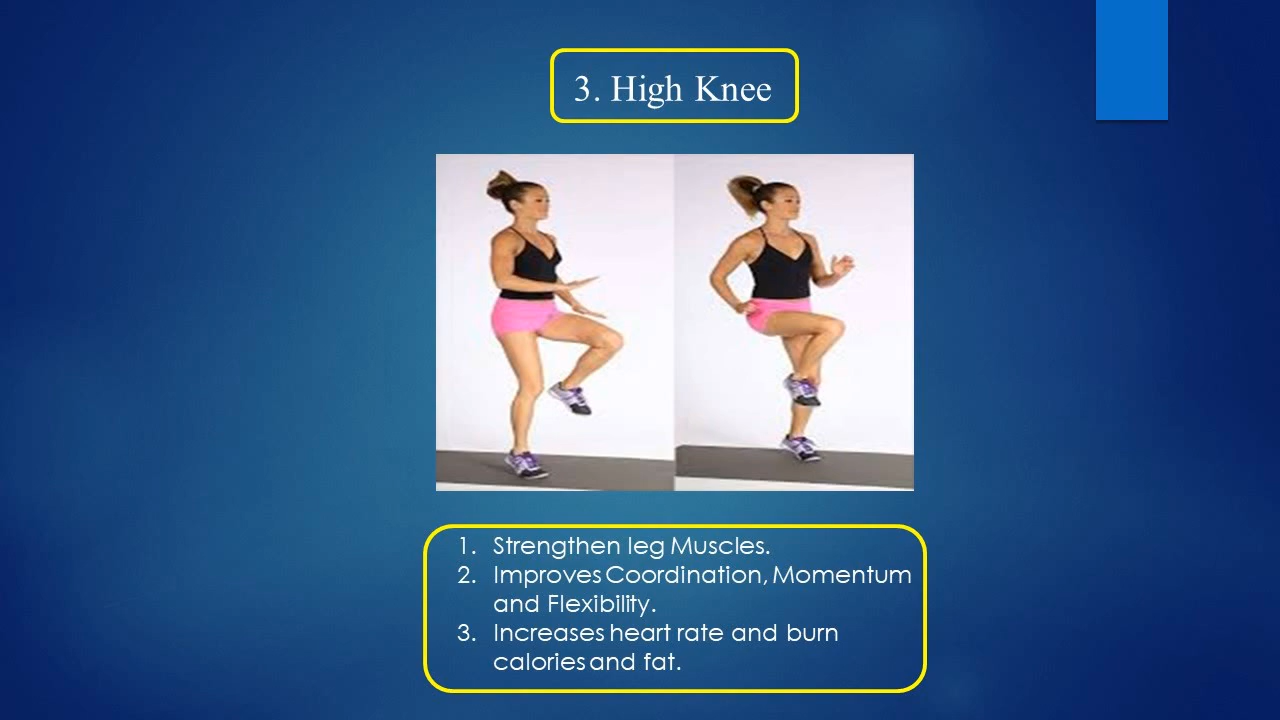 3. High Knee
1. Strengthen leg Muscles.
2. Improves Coordination, Momentum
and Flexibility.
3. Increases heart rate and burn
calories and fat.